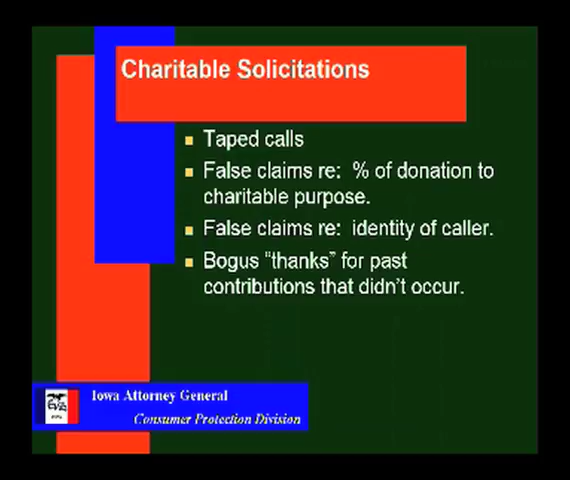 Charitable Solicitations
Taped calls
False claims re: % of donation to
charitable purpose.
False claims re: identity of caller.
Bogus “thanks” for past
contributions that didn’t occur.
Iowa Attorney General
Consumer Protection Division